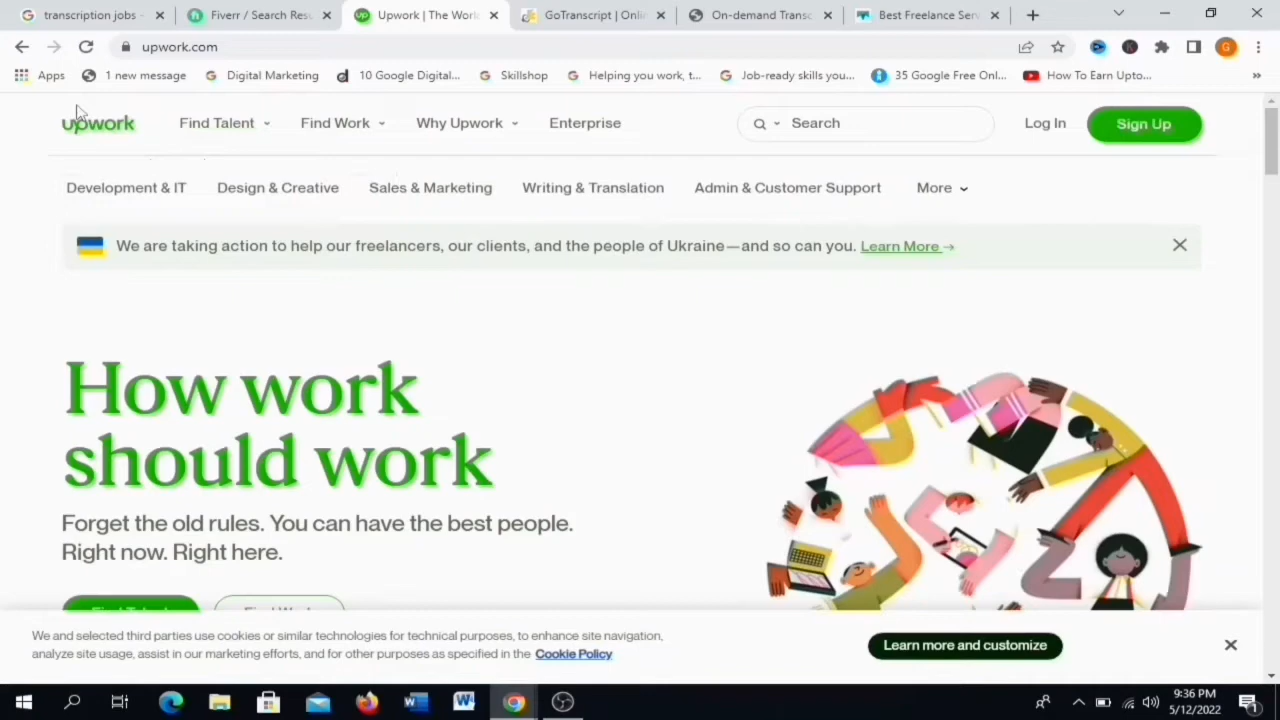 transcription jobs -
Fiverr / Search Resu
Upwork | The World
GoTranscript | Onli
On-demand Transc
Best Freelance Serv
upwork.com
Apps
1 new message
Digital Marketing
10 Google Digital...
Skillshop
Helping you work, t...
Job-ready skills you...
35 Google Free Onl...
How To Earn Upto...
upwork
Find Talent
Find Work
Why Upwork
Enterprise
Search
Log In
Sign Up
Development & IT
Design & Creative
Sales & Marketing
Writing & Translation
Admin & Customer Support
More
We are taking action to help our freelancers, our clients, and the people of Ukraine—and so can you. Learn More →
How work
should work
Forget the old rules. You can have the best people.
Right now. Right here.
Find Talent
Find Work
We and selected third parties use cookies or similar technologies for technical purposes, to enhance site navigation,
analyze site usage, assist in our marketing efforts, and for other purposes as specified in the Cookie Policy
Learn more and customize
9:36 PM
5/12/2022